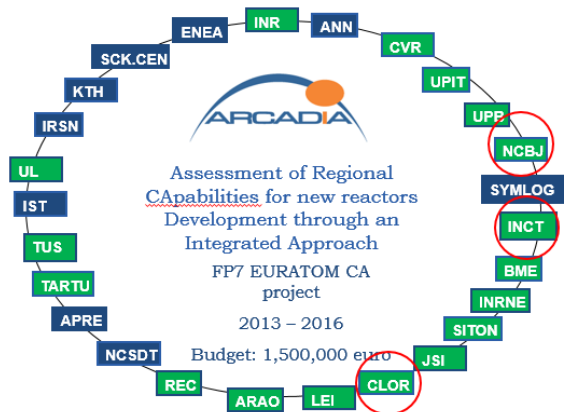 INR
ANN
CVR
UPIT
UPB
NCBJ
SYMLOG
INCT
BME
INRNE
SITON
JSI
CLOR
LEI
ARAO
REC
NCSDT
APRE
TARTU
TUS
IST
UL
IRSN
KTH
SCK.CEN
ENEA
ARCADIA
Assessment of Regional
CApabilities for new reactors
Development through an
Integrated Approach
FP7 EURATOM CA
project
2013 – 2016
Budget: 1,500,000 euro